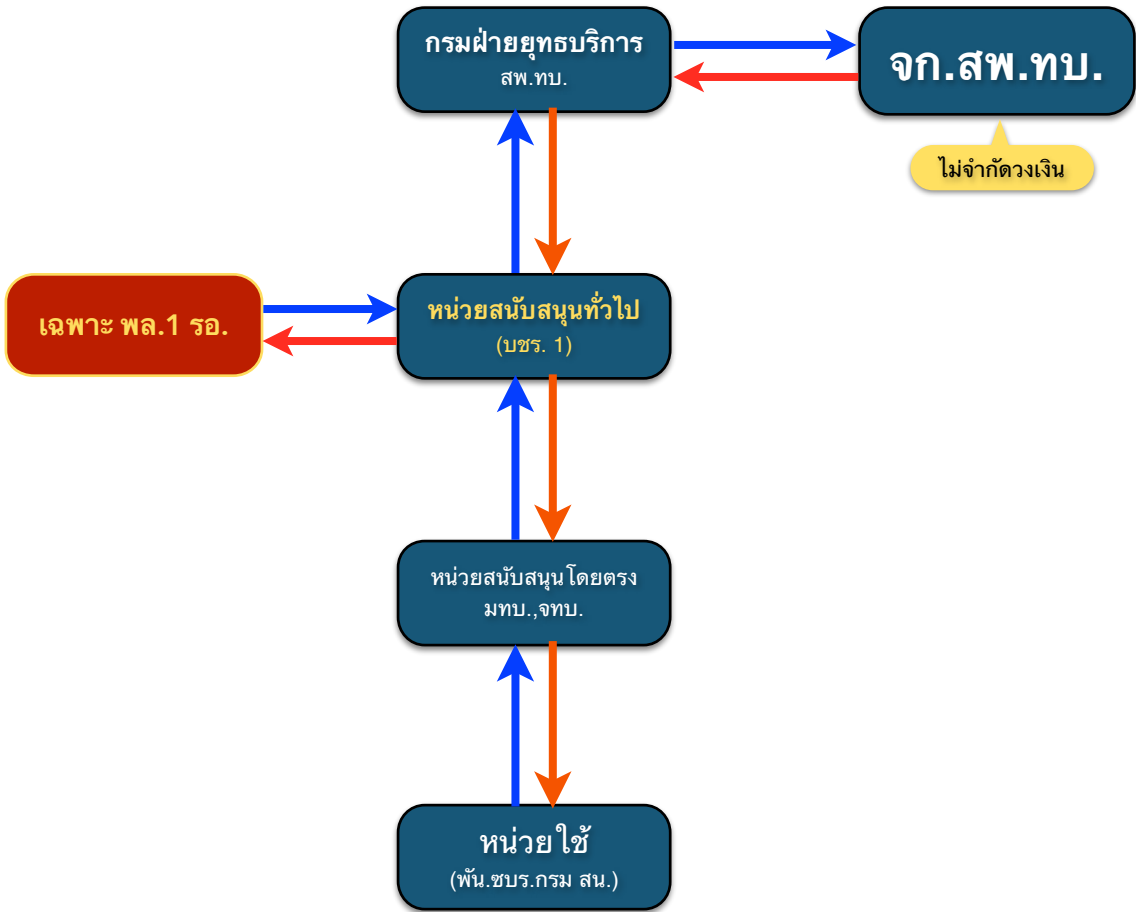 กรมฝ่ายยุทธบริการ
สพ.ทบ.
จก.สพ.ทบ.
ไม่จำกัดวงเงิน
เฉพาะ พล.1 รอ.
หน่วยสนับสนุนทั่วไป
(บชร. 1)
หน่วยสนับสนุนโดยตรง
มทบ.,จทบ.
หน่วยใช้
(พัน.ซบร.กรม สน.)